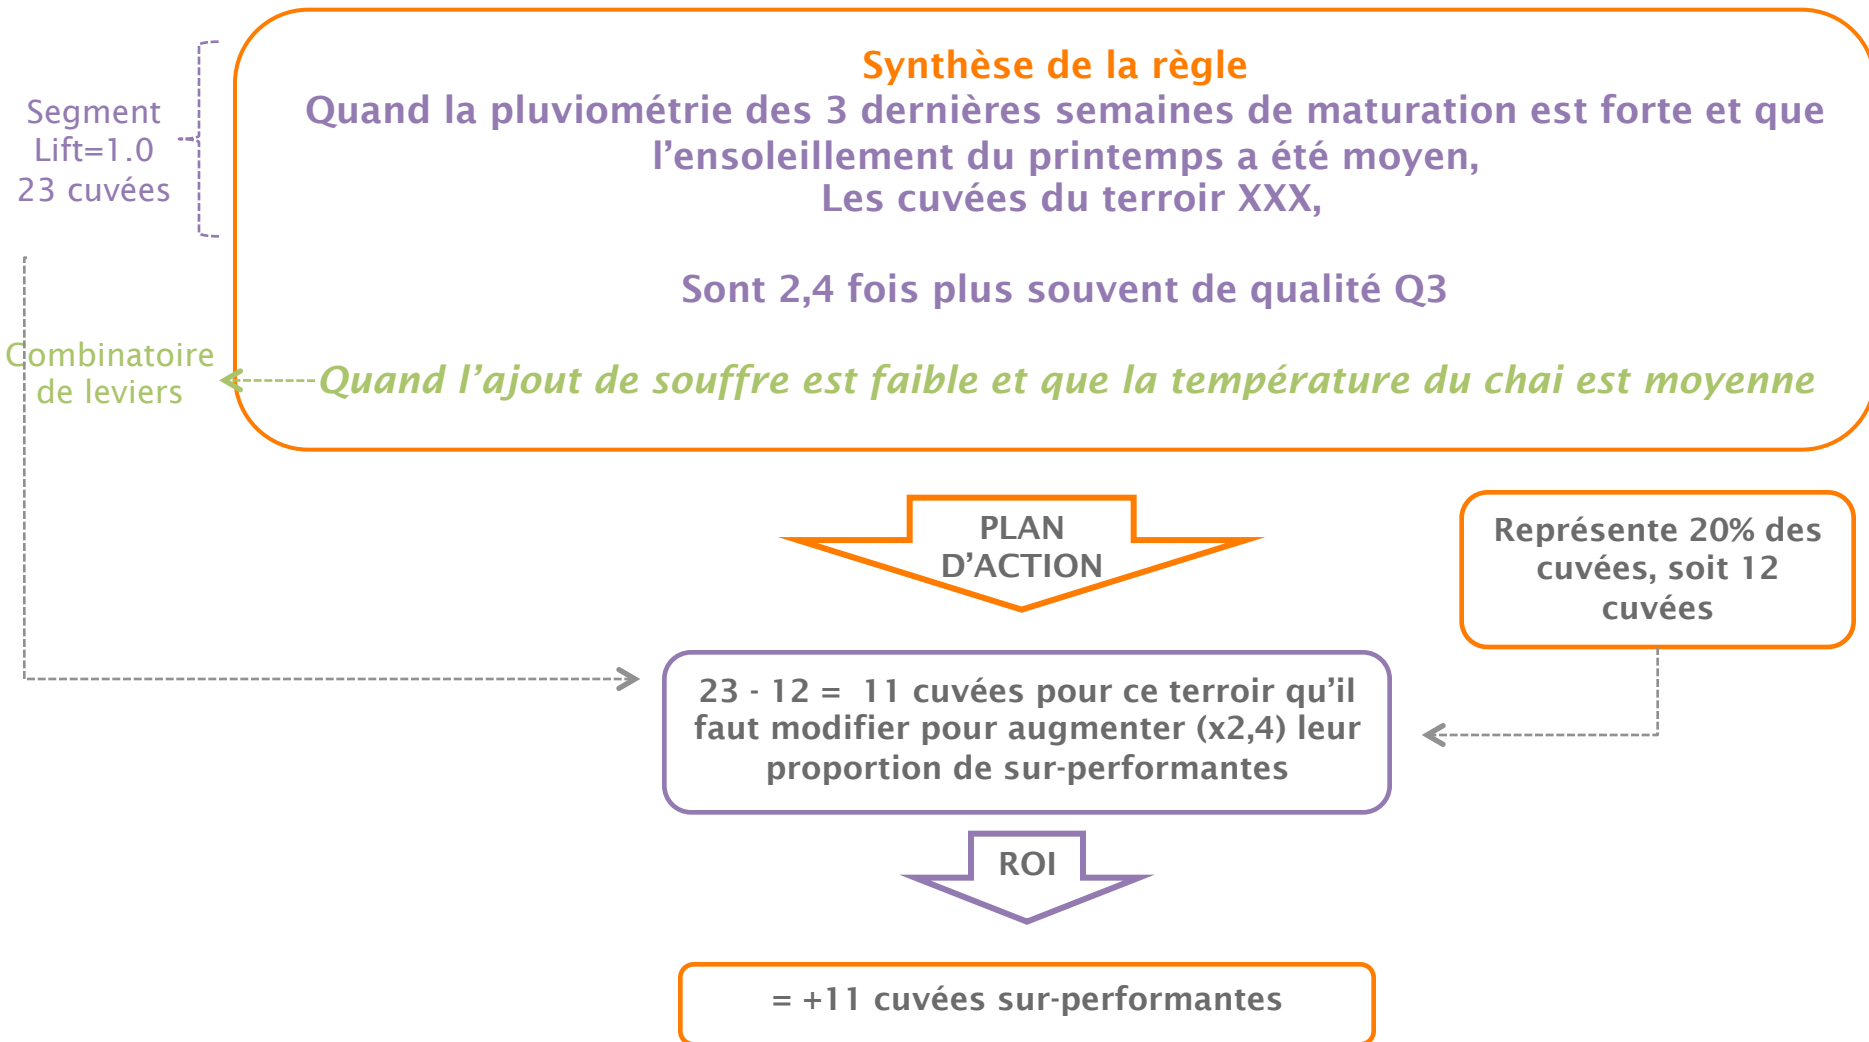 Synthèse de la règle
Quand la pluviométrie des 3 dernières semaines de maturation est forte et que
l’ensoleillement du printemps a été moyen,
Les cuvées du terroir XXX,
Segment
Lift=1.0
23 cuvées
Sont 2,4 fois plus souvent de qualité Q3
Combinatoire
de leviers
Quand l’ajout de souffre est faible et que la température du chai est moyenne
PLAN
D’ACTION
Représente 20% des
cuvées, soit 12
cuvées
23 - 12 = 11 cuvées pour ce terroir qu’il
faut modifier pour augmenter (x2,4) leur
proportion de sur-performantes
ROI
= +11 cuvées sur-performantes